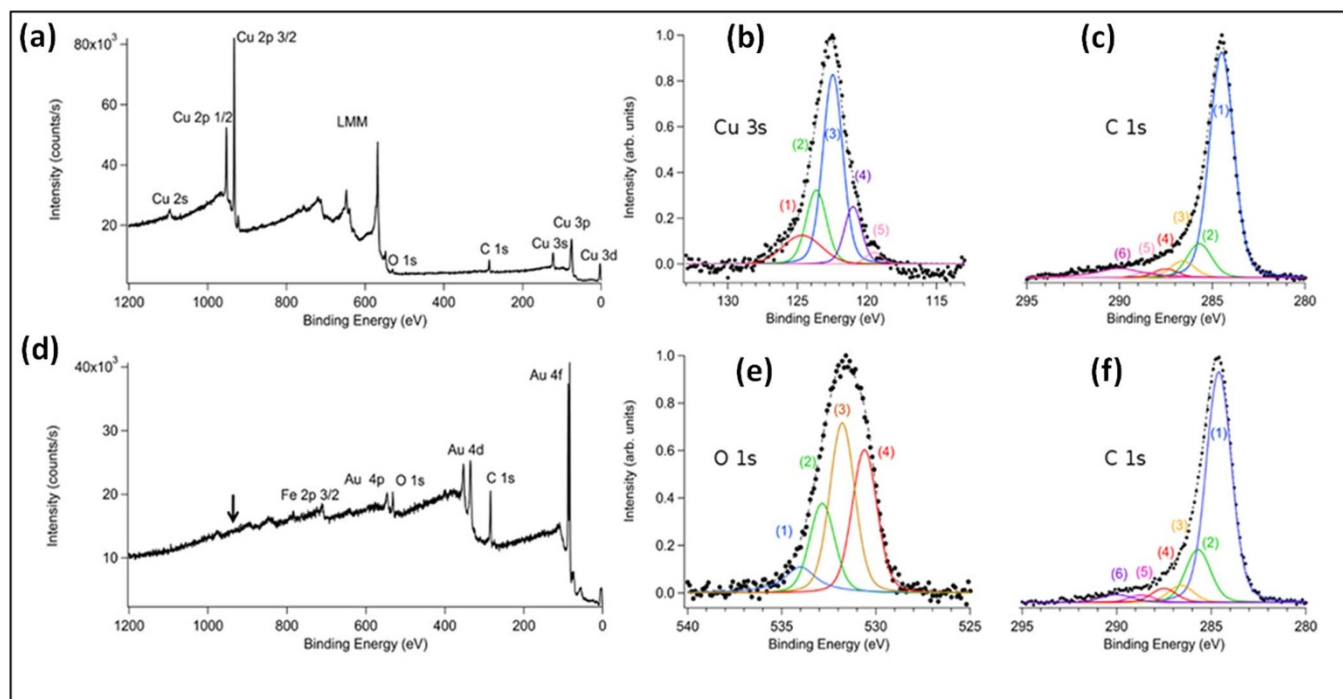 (a)
80x10³
60
40
20
Intensity (counts/s)
Cu 2p 3/2
Cu 2p 1/2
Cu 2s
LMM
O 1s
C 1s
Cu 3s
Cu 3p
Cu 3d
1200 1000 800 600 400 200 0
Binding Energy (eV)
(b)
1.0
0.8
0.6
0.4
0.2
0.0
Intensity (arb. units)
Cu 3s
(1)
(2)
(3)
(4)
(5)
130 125 120 115
Binding Energy (eV)
(c)
C 1s
(1)
(2)
(3)
(4)
(5)
(6)
295 290 285 280
Binding Energy (eV)
(d)
40x10³
30
20
10
Intensity (counts/s)
Au 4f
Au 4d
C 1s
Au 4p
O 1s
Fe 2p 3/2
1200 1000 800 600 400 200 0
Binding Energy (eV)
(e)
1.0
0.8
0.6
0.4
0.2
0.0
Intensity (arb. units)
O 1s
(1)
(2)
(3)
(4)
540 535 530 525
Binding Energy (eV)
(f)
C 1s
(1)
(2)
(3)
(4)
(5)
(6)
295 290 285 280
Binding Energy (eV)